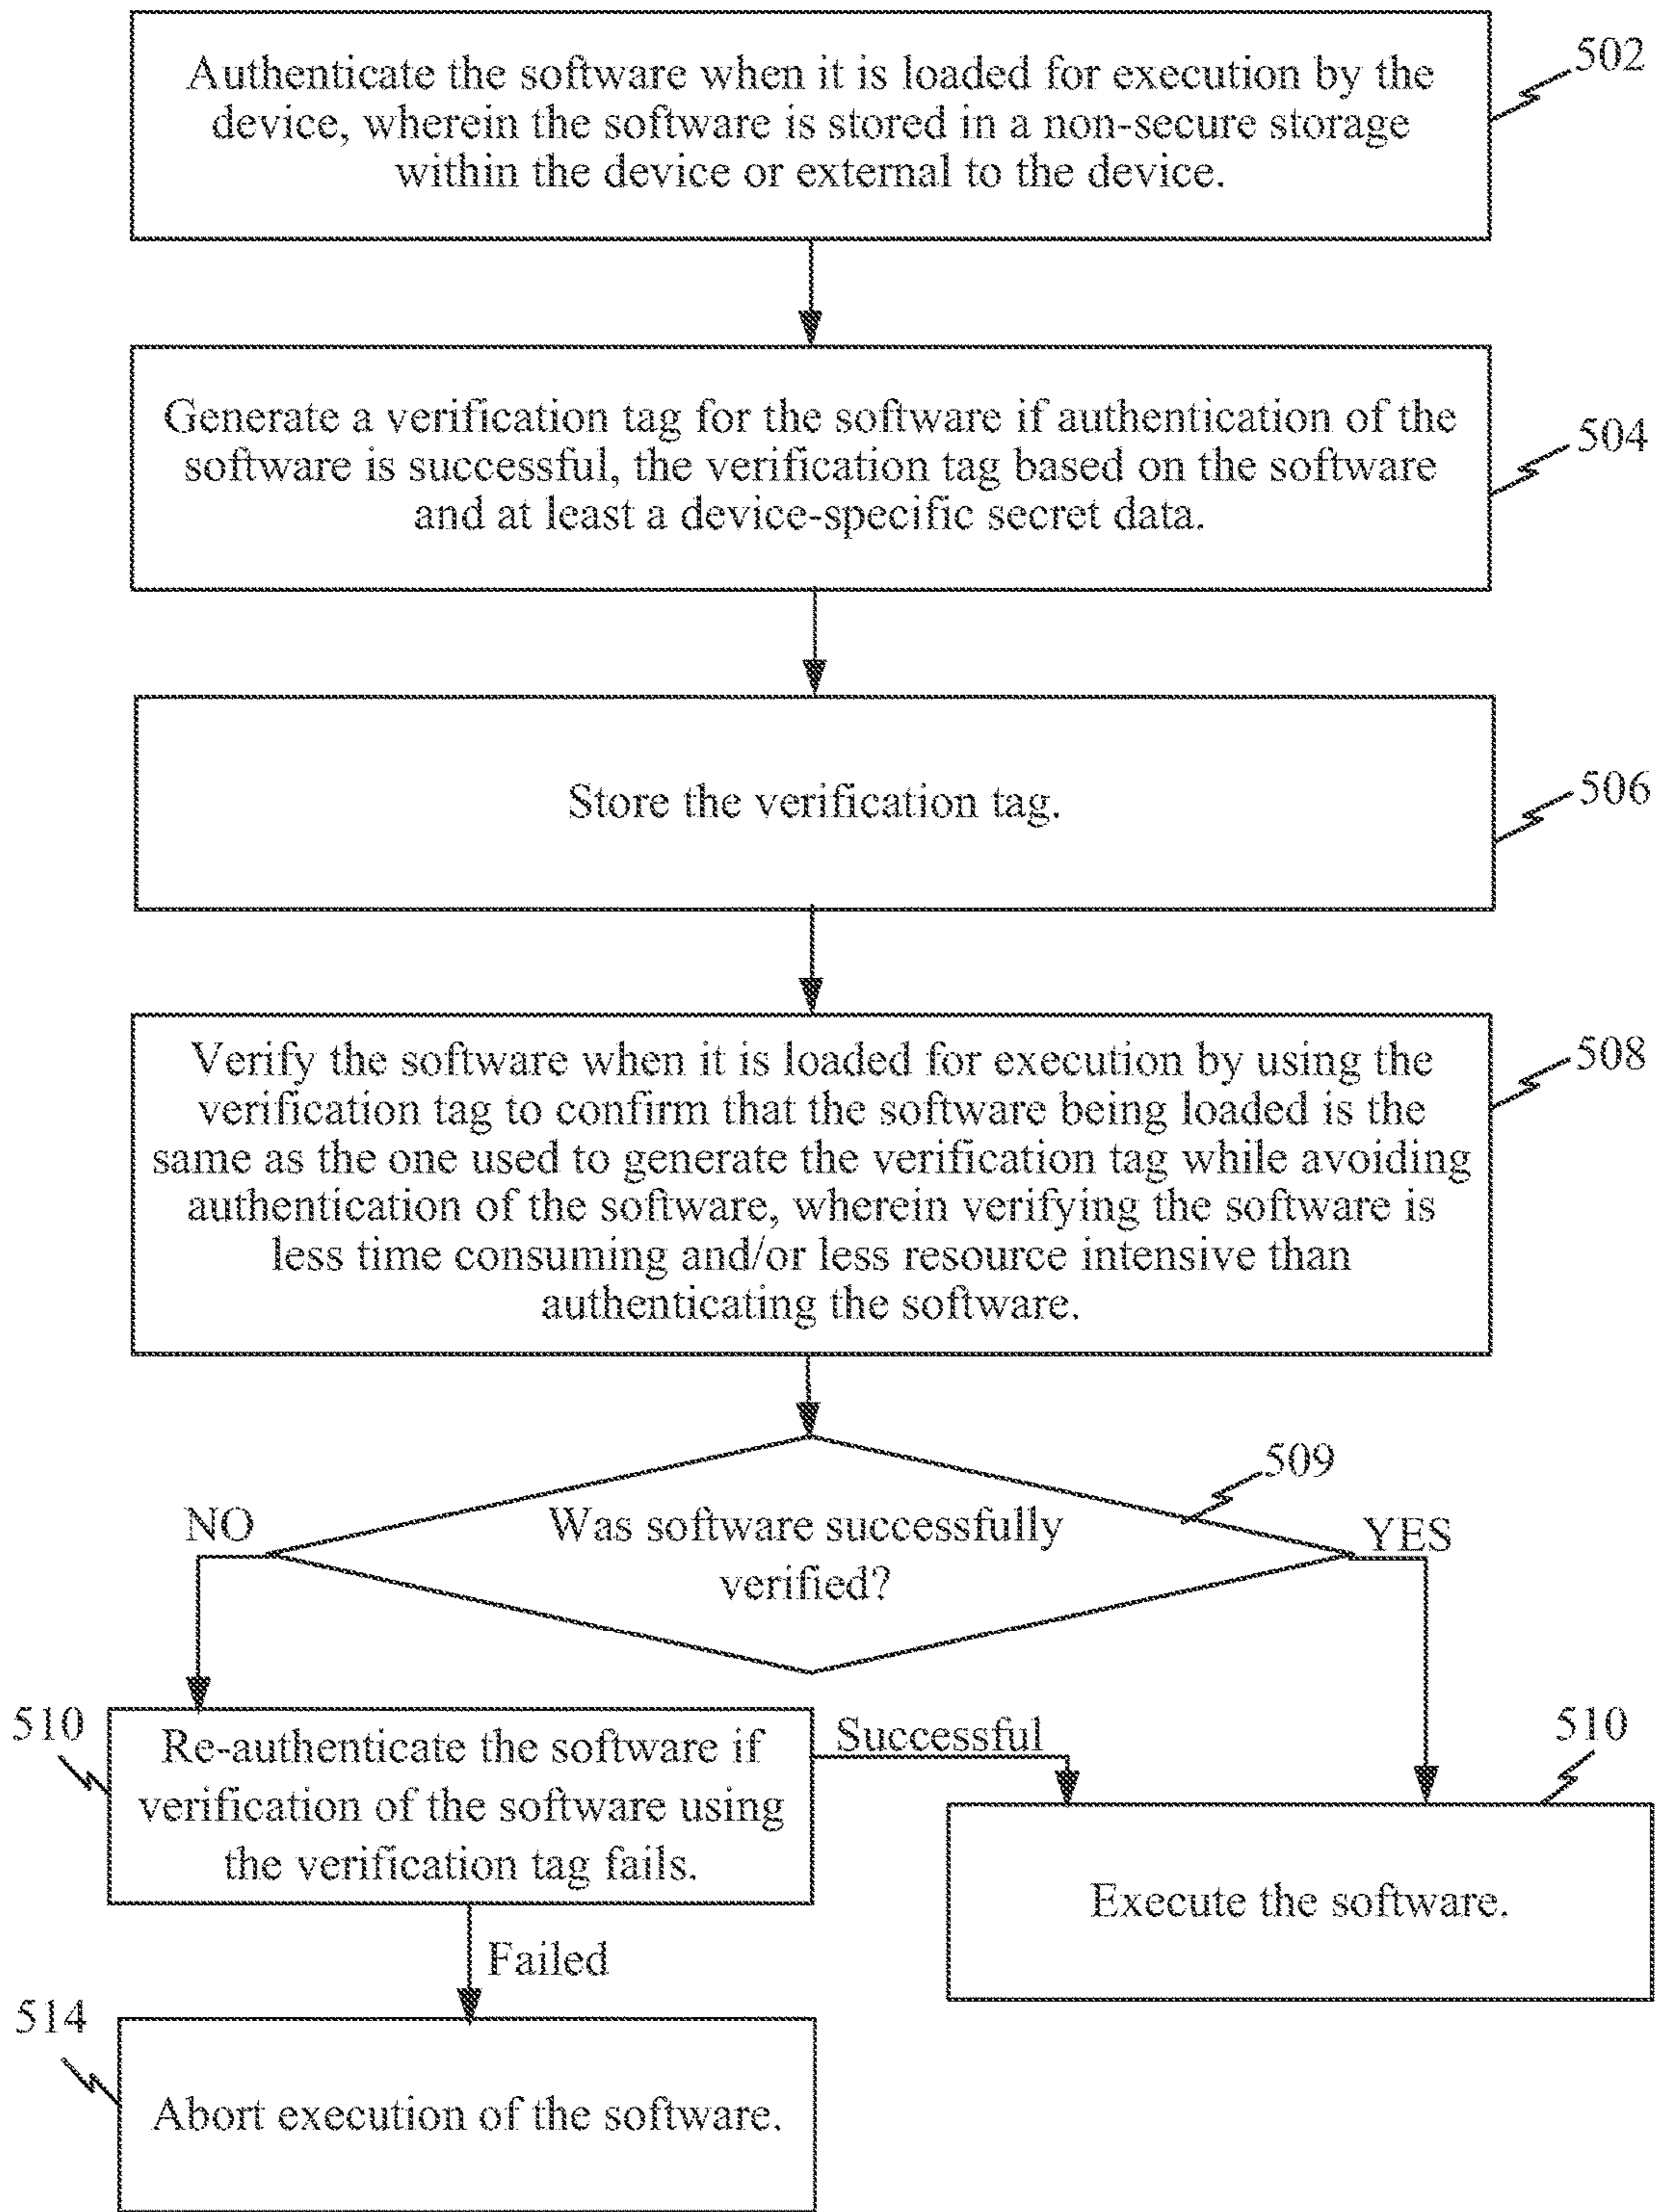 Authenticate the software when it is loaded for execution by the
device, wherein the software is stored in a non-secure storage
within the device or external to the device.
502
Generate a verification tag for the software if authentication of the
software is successful, the verification tag based on the software
and at least a device-specific secret data.
504
Store the verification tag.
506
Verify the software when it is loaded for execution by using the
verification tag to confirm that the software being loaded is the
same as the one used to generate the verification tag while avoiding
authentication of the software, wherein verifying the software is
less time consuming and/or less resource intensive than
authenticating the software.
508
509
NO
Was software successfully
verified?
YES
510
Re-authenticate the software if
verification of the software using
the verification tag fails.
Successful
510
Execute the software.
Failed
514
Abort execution of the software.